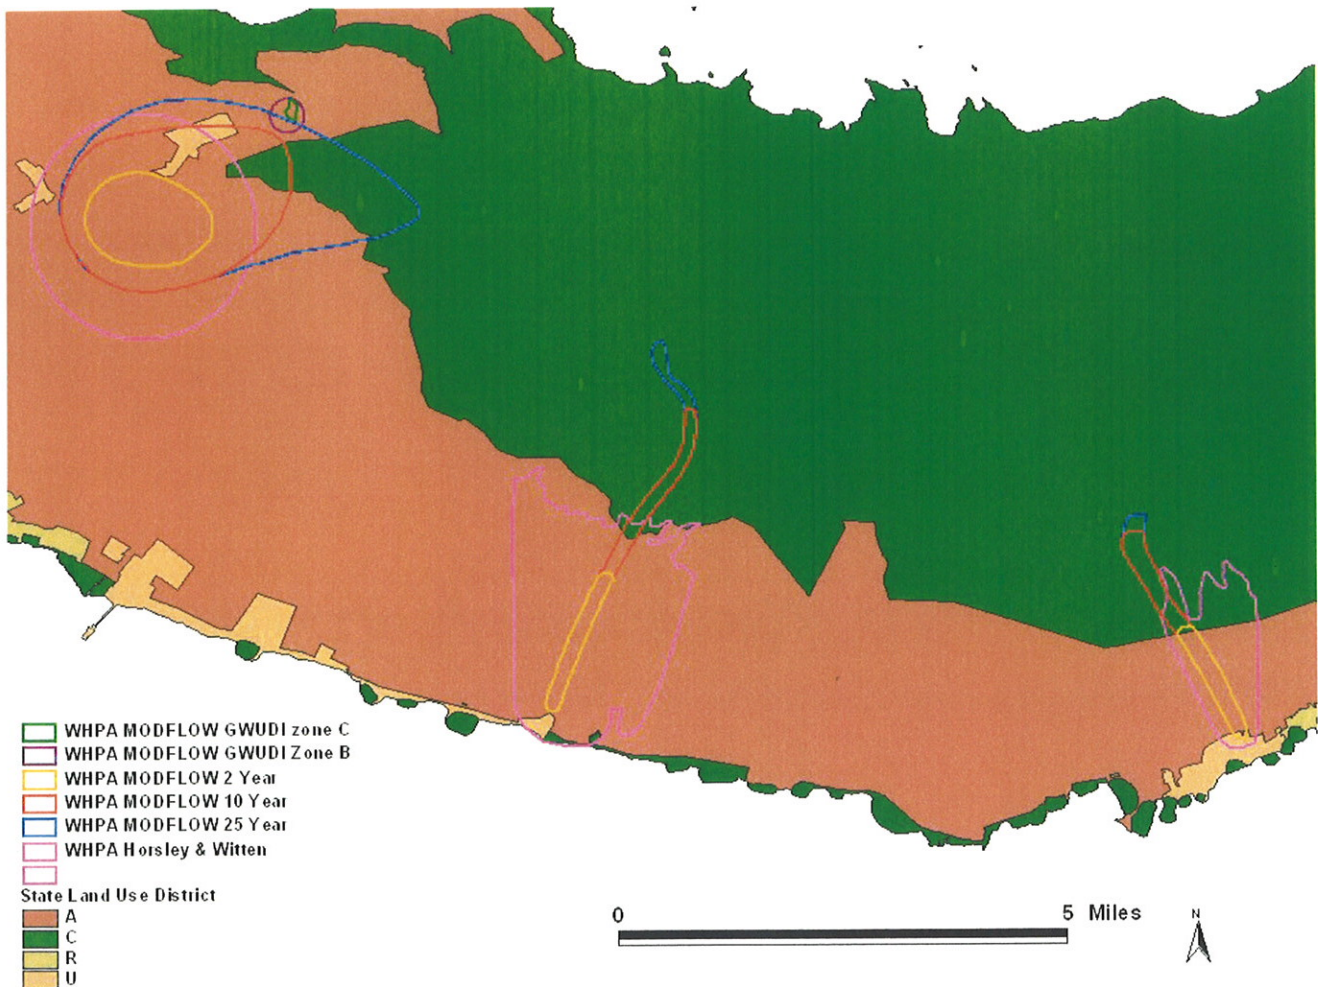 WHPA MODFLOW GWUDI zone C
WHPA MODFLOW GWUDI Zone B
WHPA MODFLOW 2 Year
WHPA MODFLOW 10 Year
WHPA MODFLOW 25 Year
WHPA Horsley & Witten
State Land Use District
A
C
R
U
0 5 Miles
N